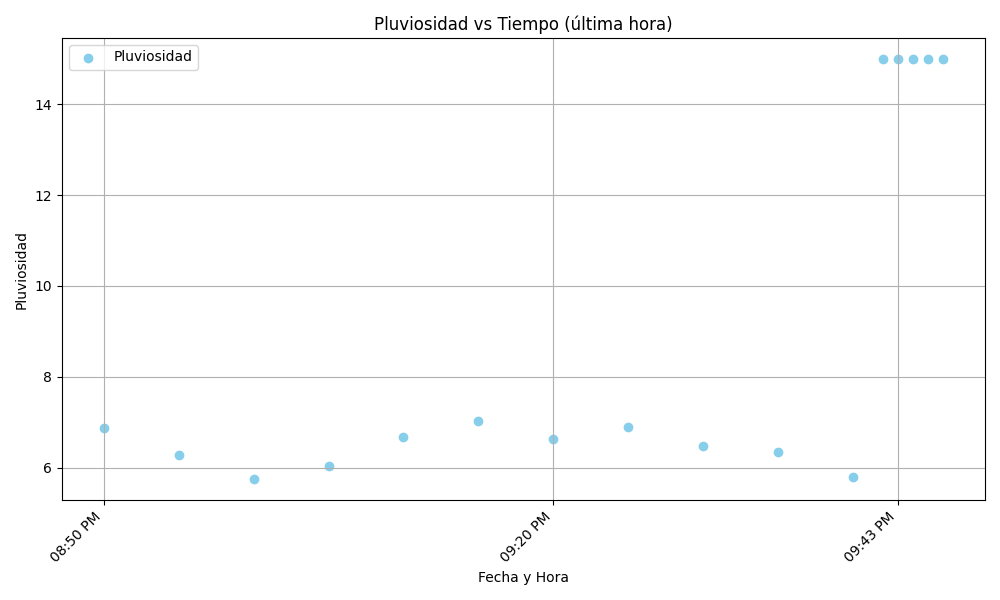 Pluviosidad vs Tiempo (última hora)
Pluviosidad
14
12
10
8
6
Pluviosidad
08:50 PM
09:20 PM
09:43 PM
Fecha y Hora